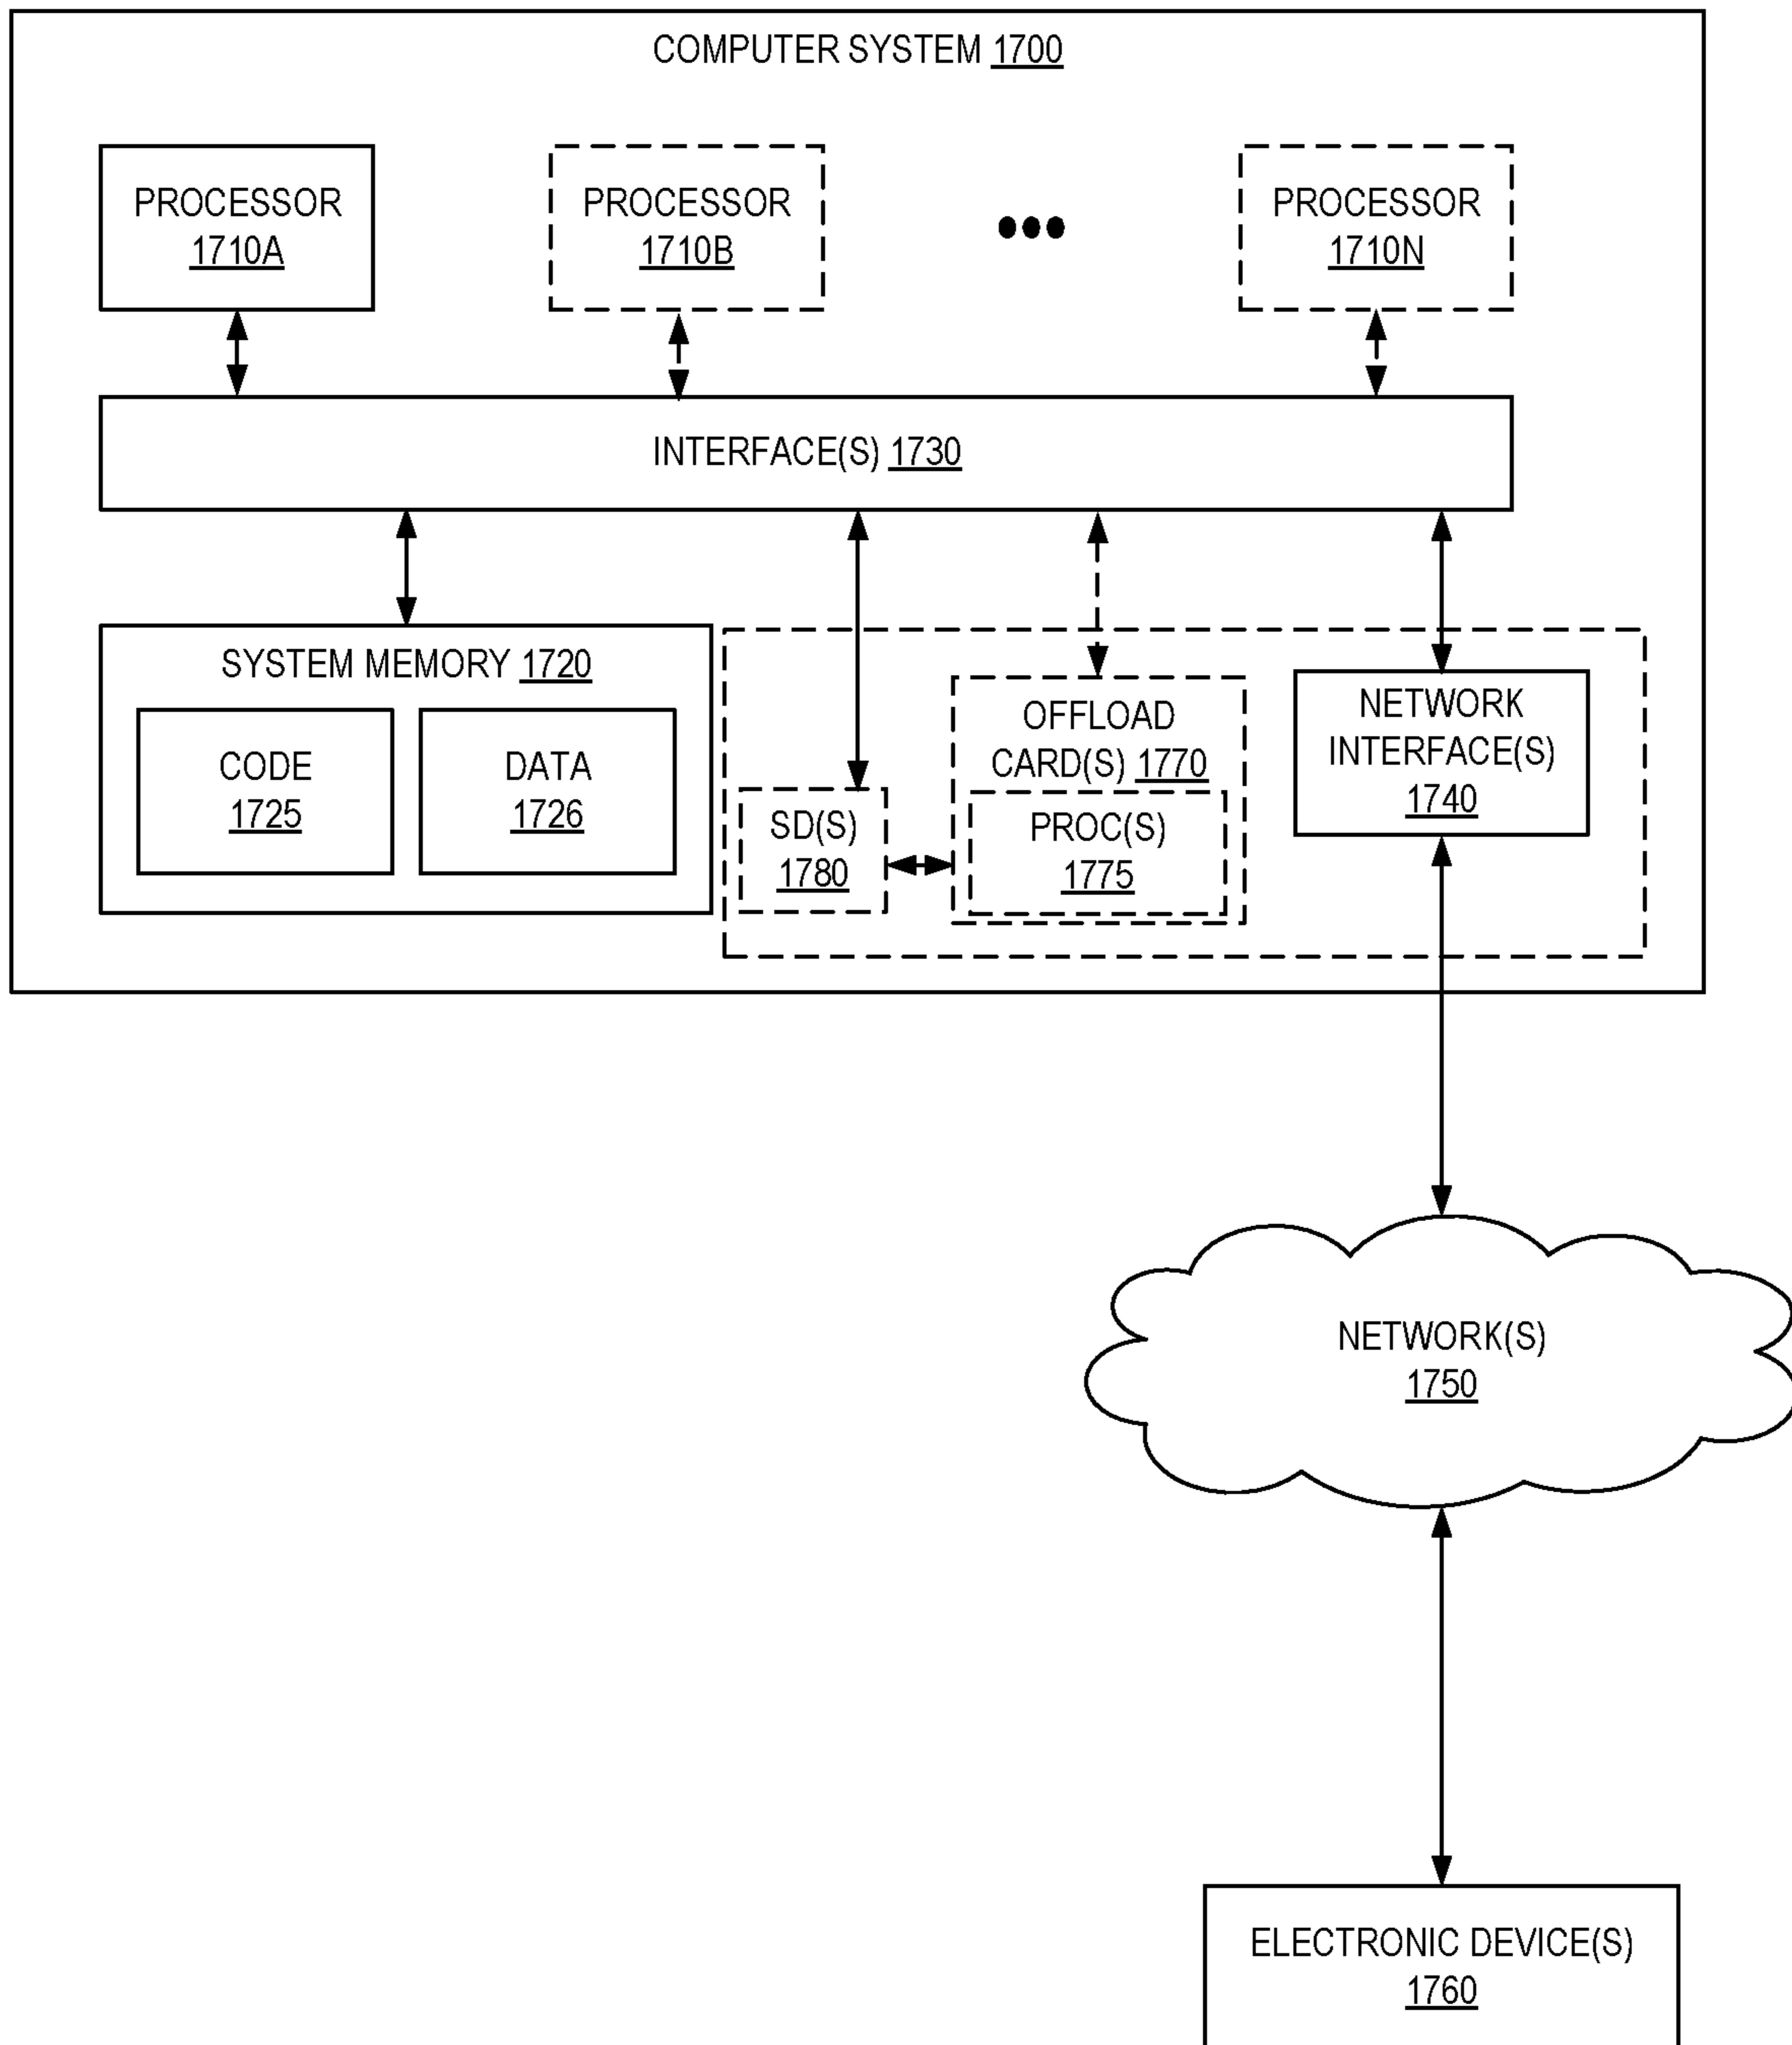 COMPUTER SYSTEM 1700
PROCESSOR
1710A
PROCESSOR
1710B
PROCESSOR
1710N
INTERFACE(S) 1730
SYSTEM MEMORY 1720
CODE
1725
DATA
1726
SD(S)
1780
OFFLOAD
CARD(S) 1770
PROC(S)
1775
NETWORK
INTERFACE(S)
1740
NETWORK(S)
1750
ELECTRONIC DEVICE(S)
1760